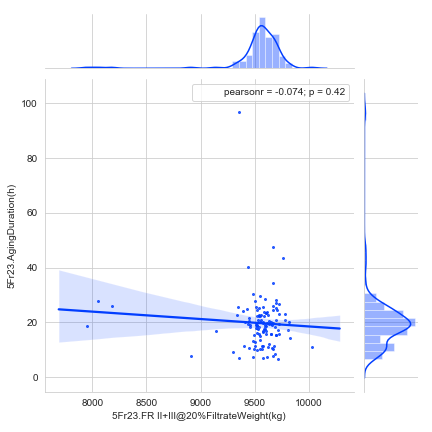 pearsonr = -0.074; p = 0.42
100
80
60
40
20
0
5Fr23.AgingDuration(h)
8000 8500 9000 9500 10000
5Fr23.FR II+III@20%FiltrateWeight(kg)